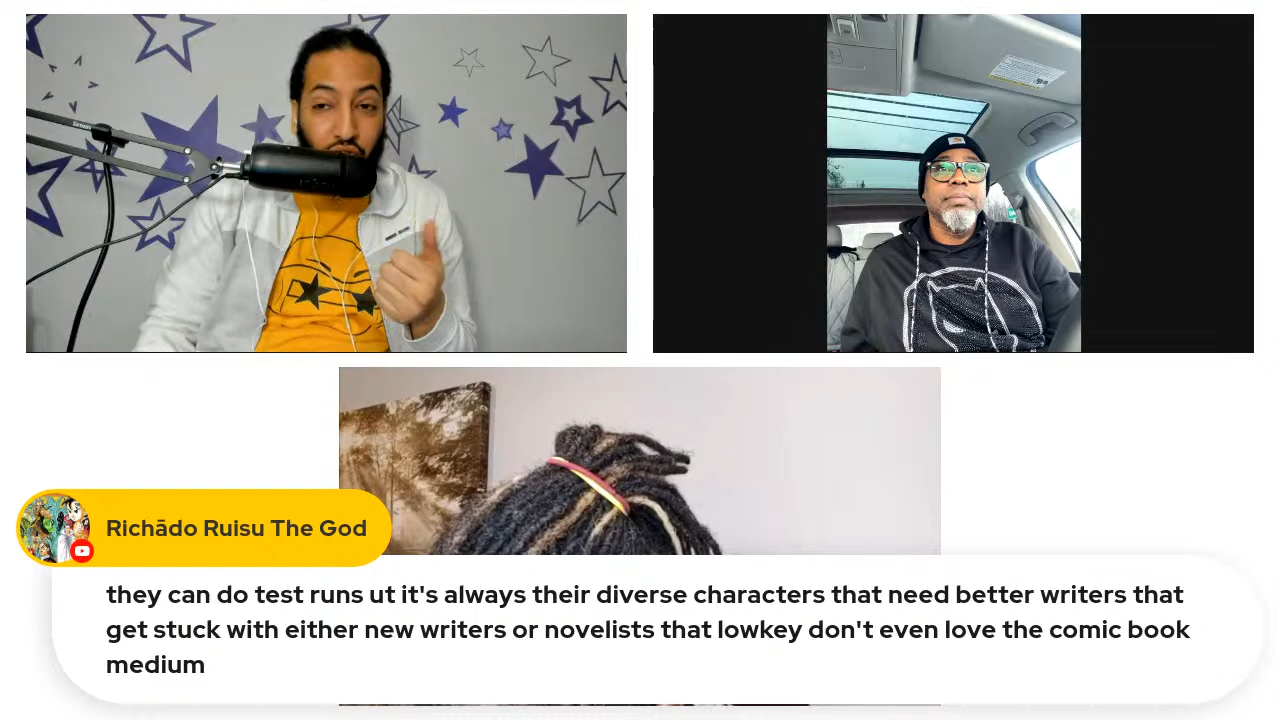 Richādo Ruisu The God
they can do test runs ut it's always their diverse characters that need better writers that
get stuck with either new writers or novelists that lowkey don't even love the comic book
medium